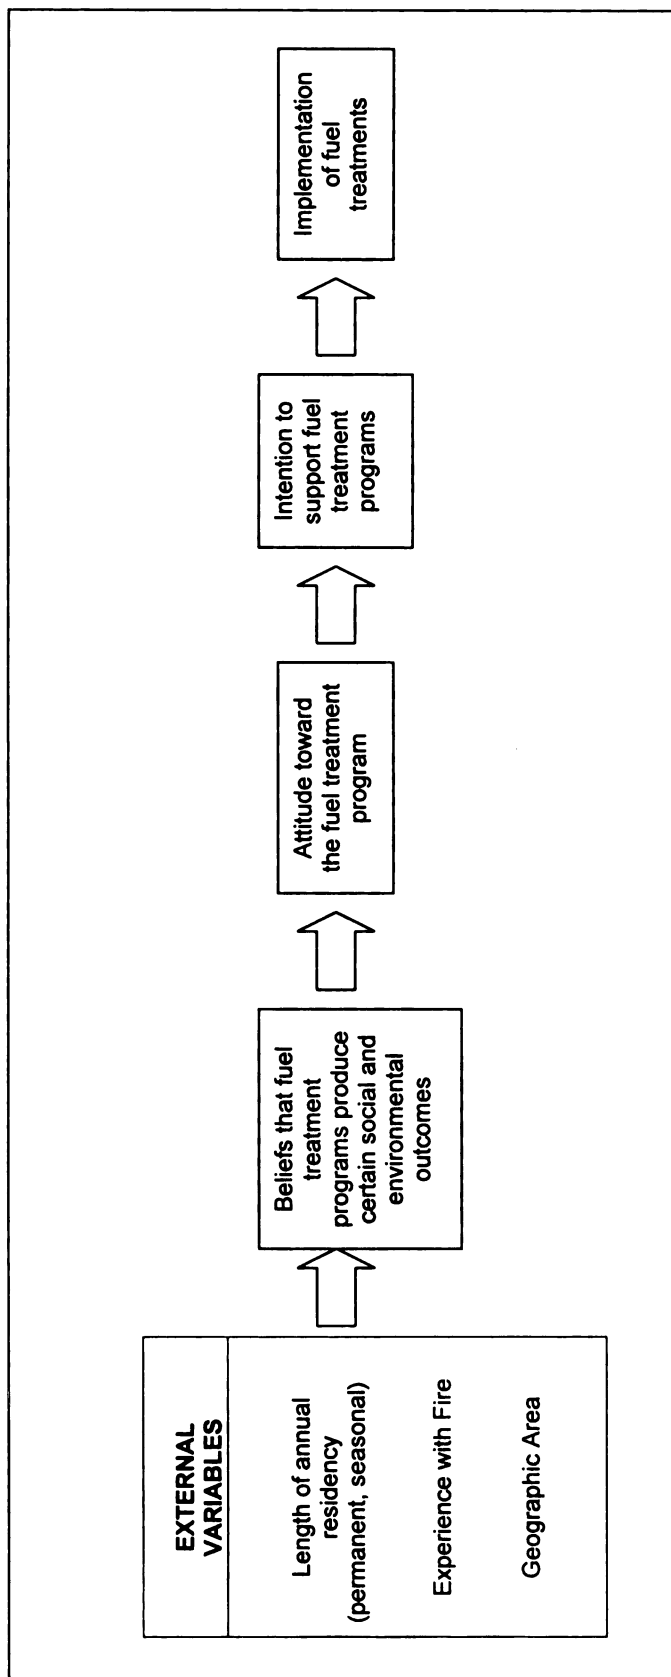 EXTERNAL
VARIABLES
Length of annual
residency
(permanent, seasonal)
Experience with Fire
Geographic Area
Beliefs that fuel
treatment
programs produce
certain social and
environmental
outcomes
Attitude toward
the fuel treatment
program
Intention to
support fuel
treatment
programs
Implementation
of fuel
treatments